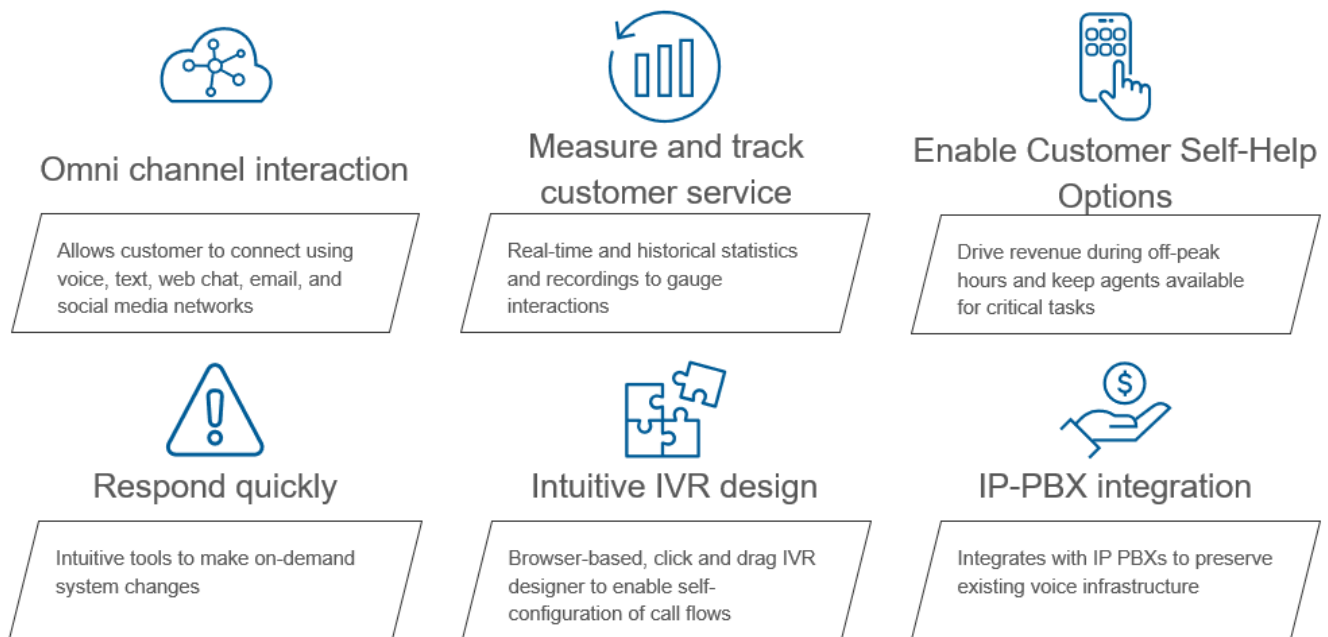 Omni channel interaction
Allows customer to connect using
voice, text, web chat, email, and
social media networks
Measure and track
customer service
Real-time and historical statistics
and recordings to gauge
interactions
Enable Customer Self-Help
Options
Drive revenue during off-peak
hours and keep agents available
for critical tasks
Respond quickly
Intuitive tools to make on-demand
system changes
Intuitive IVR design
Browser-based, click and drag IVR
designer to enable self-
configuration of call flows
$
IP-PBX integration
Integrates with IP PBXs to preserve
existing voice infrastructure